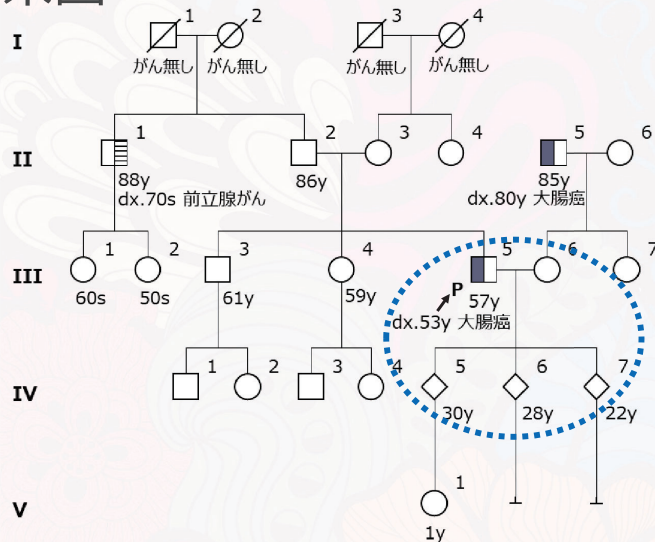 I 1 2 3 4
がん無し がん無し がん無し がん無し
II 1 2 3 4 5 6
88y 86y 85y
dx.70s 前立腺がん dx.80y 大腸癌
III 1 2 3 4 5 6 7
60s 50s 61y 59y P 57y
dx.53y 大腸癌
IV 1 2 3 4 5 6 7
30y 28y 22y
V 1
1y